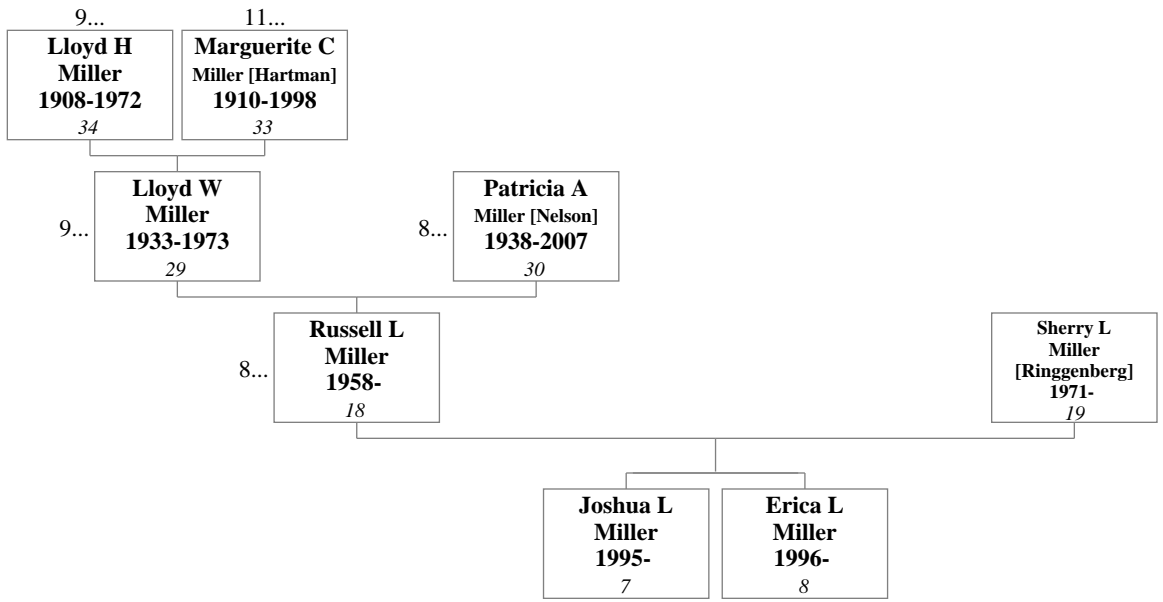 9...
Lloyd H
Miller
1908-1972
34
11...
Marguerite C
Miller [Hartman]
1910-1998
33
9...
Lloyd W
Miller
1933-1973
29
8...
Patricia A
Miller [Nelson]
1938-2007
30
8...
Russell L
Miller
1958-
18
Sherry L
Miller
[Ringgenberg]
1971-
19
Joshua L
Miller
1995-
7
Erica L
Miller
1996-
8